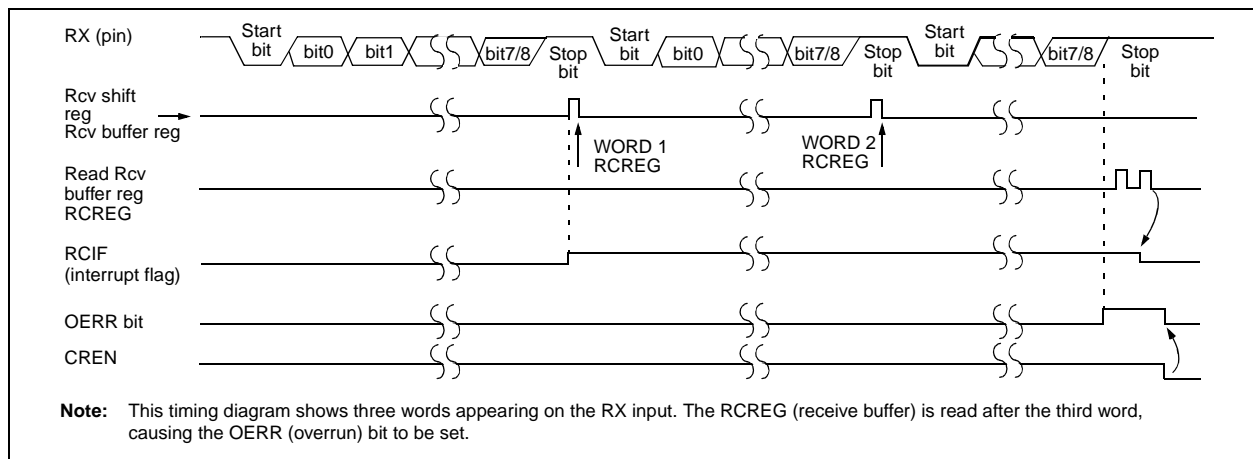 RX (pin)
Start bit
bit0
bit1
bit7/8
Stop bit
Start bit
bit0
bit7/8
Stop bit
Start bit
bit7/8
Stop bit
Rcv shift
reg
Rcv buffer reg
WORD 1
RCREG
WORD 2
RCREG
Read Rcv
buffer reg
RCREG
RCIF
(interrupt flag)
OERR bit
CREN
Note: This timing diagram shows three words appearing on the RX input. The RCREG (receive buffer) is read after the third word,
causing the OERR (overrun) bit to be set.